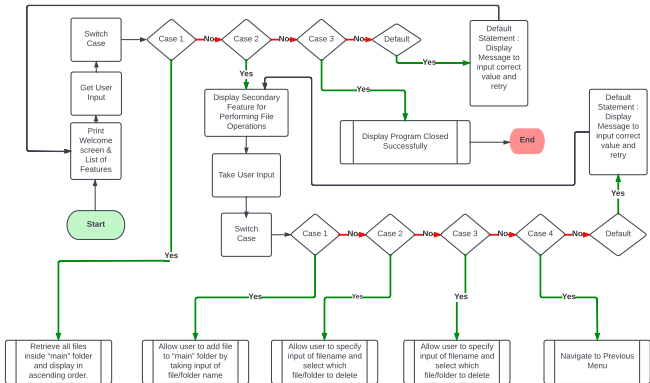 Switch
Case
Case 1
No
Case 2
No
Case 3
No
Default
Yes
Default
Statement :
Display
Message to
input correct
value and
retry
Get User
Input
Yes
Yes
Display Secondary
Feature for
Performing File
Operations
Default
Statement :
Display
Message to
input correct
value and
retry
Print
Welcome
screen &
List of
Features
Display Program Closed
Successfully
End
Take User Input
Start
Yes
Switch
Case
Case 1
No
Case 2
No
Case 3
No
Case 4
No
Default
Yes
Yes
Yes
Yes
Yes
Retrieve all files
inside “main” folder
and display in
ascending order.
Allow user to add file
to “main” folder by
taking input of
file/folder name
Allow user to specify
input of filename and
select which
file/folder to delete
Allow user to specify
input of filename and
select which
file/folder to delete
Navigate to Previous
Menu